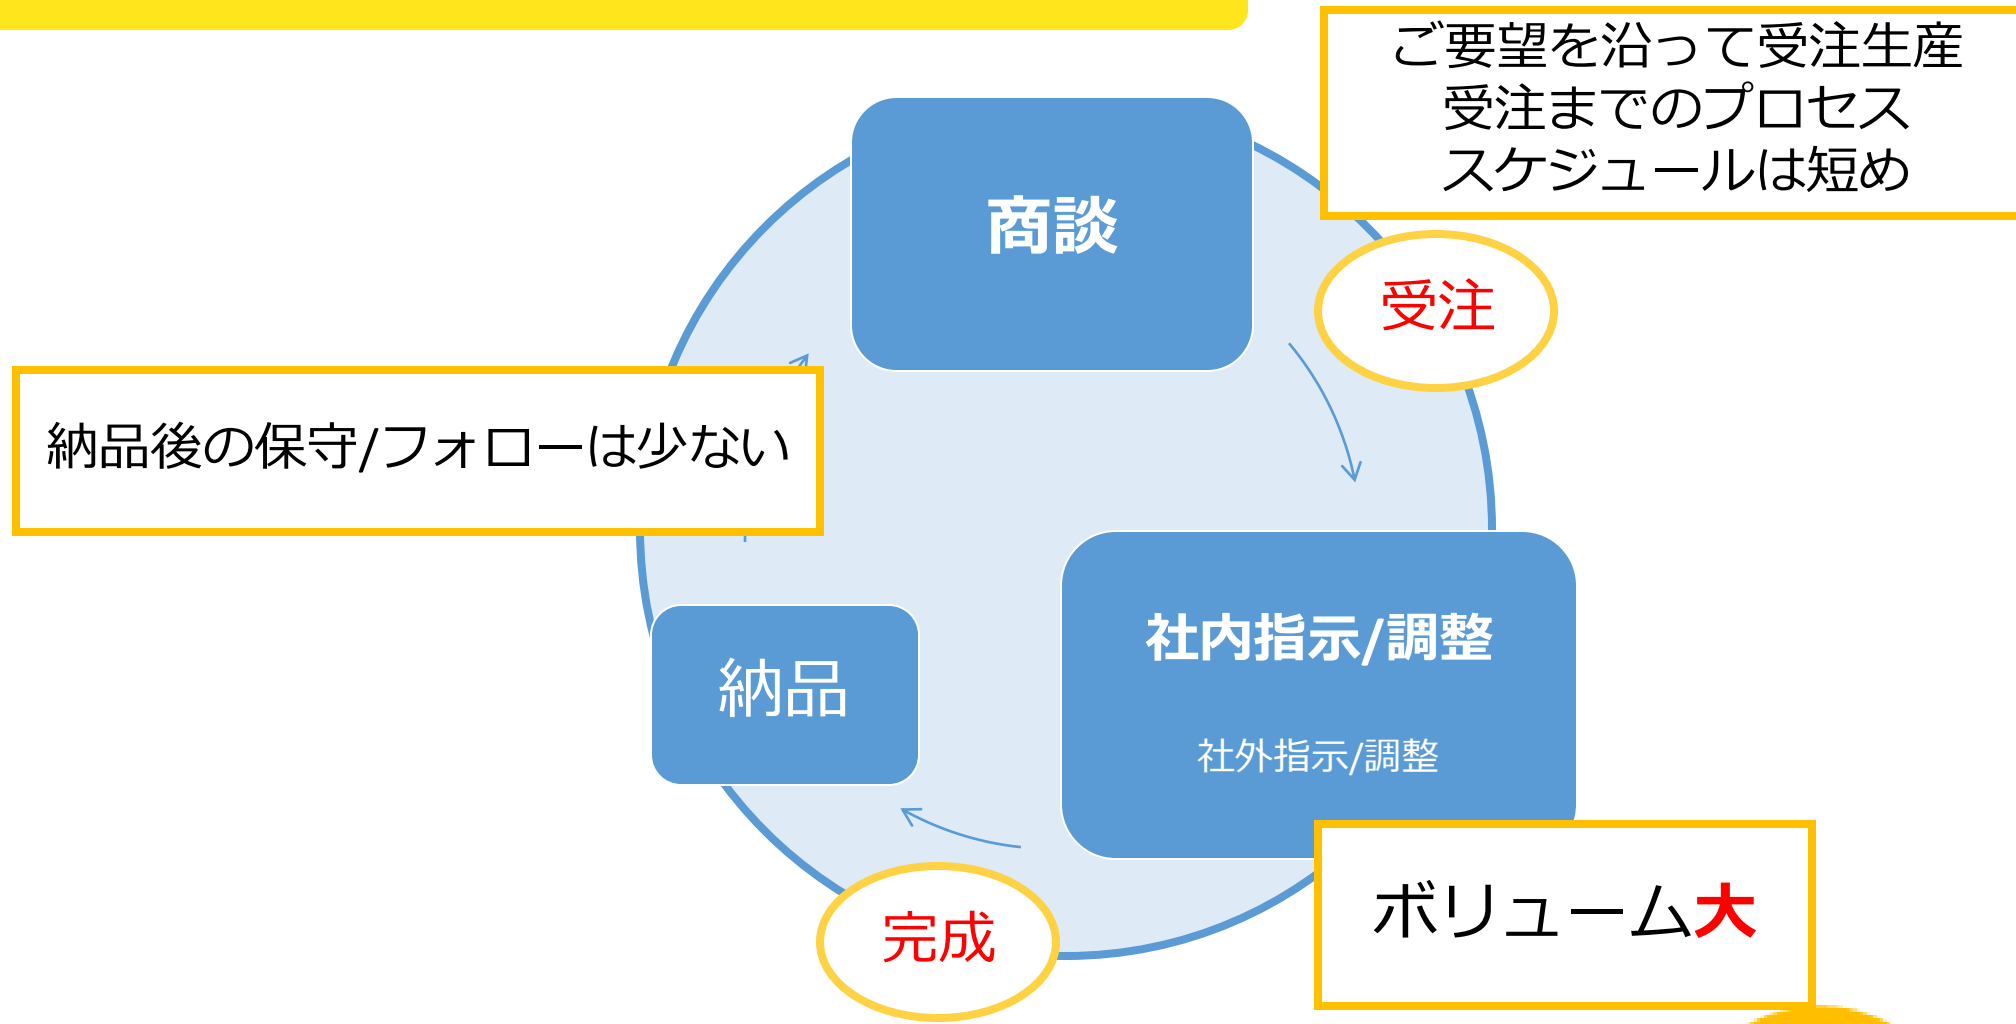 ご要望を沿って受注生産
受注までのプロセス
スケジュールは短め
商談
受注
納品後の保守/フォローは少ない
社内指示/調整
社外指示/調整
納品
ボリューム大
完成